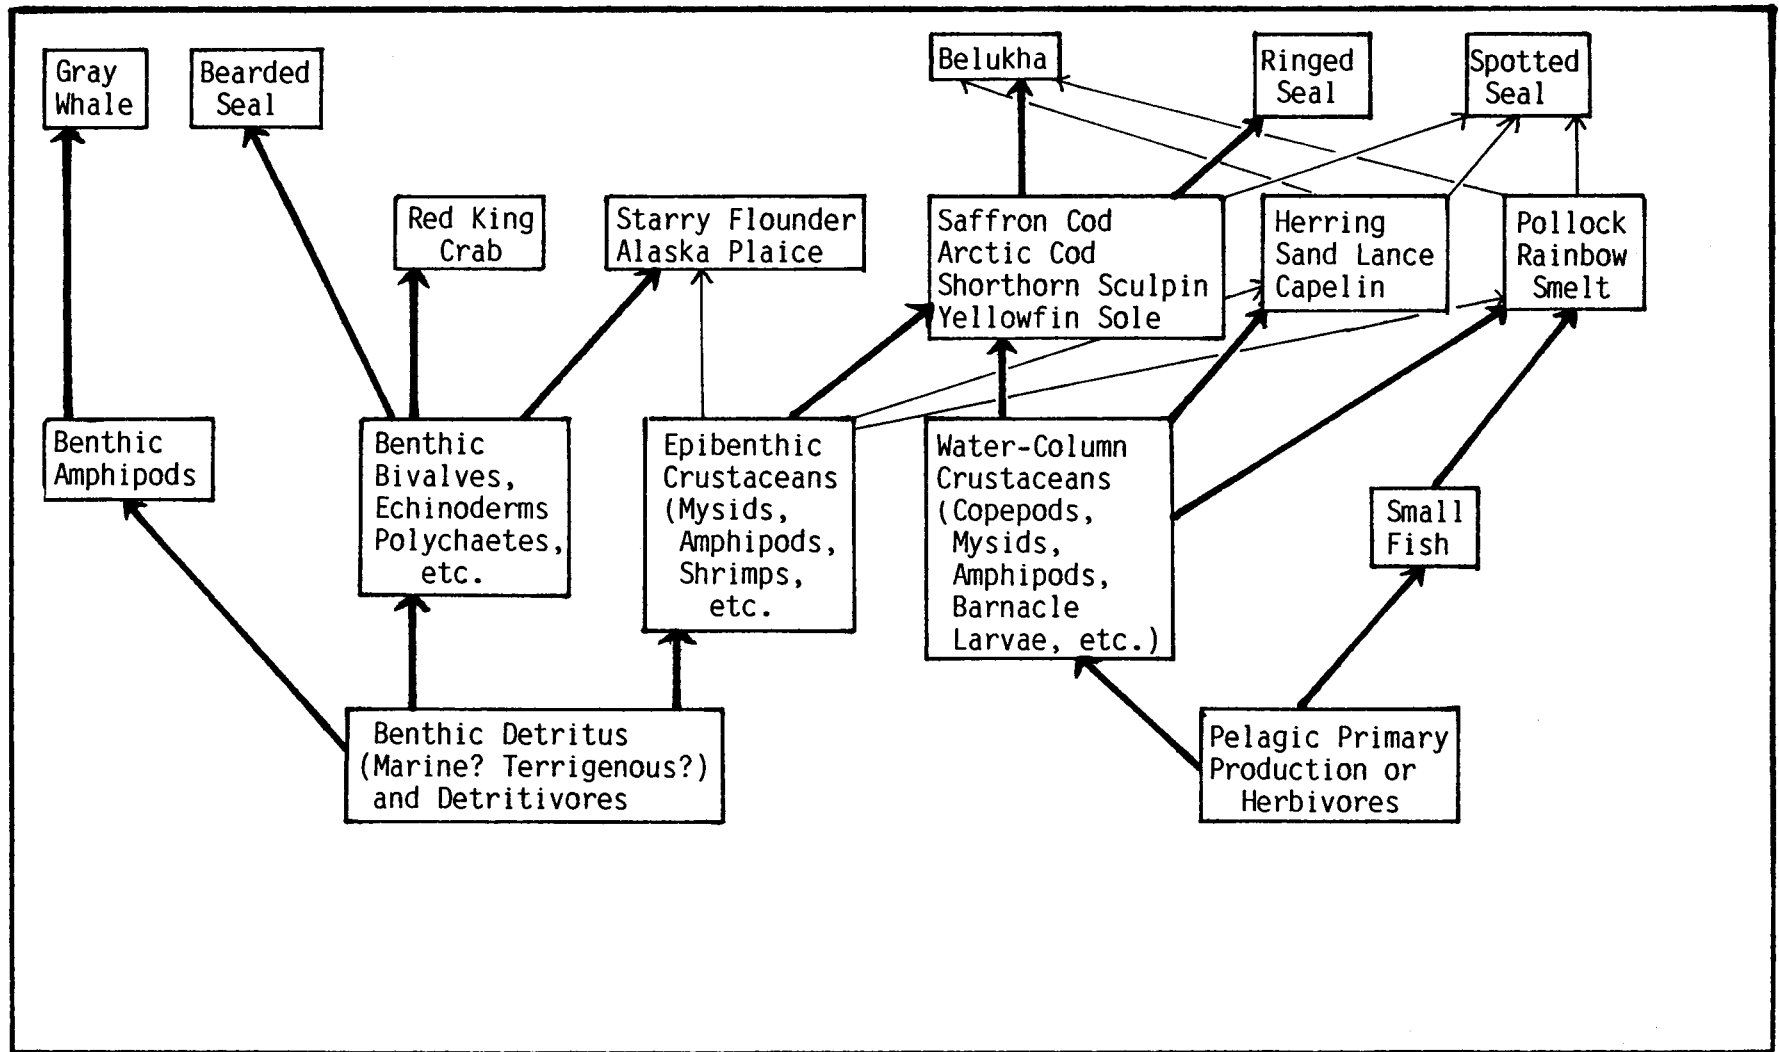 Gray
Whale
Bearded
Seal
Belukha
Ringed
Seal
Spotted
Seal
Red King
Crab
Starry Flounder
Alaska Plaice
Saffron Cod
Arctic Cod
Shorthorn Sculpin
Yellowfin Sole
Herring
Sand Lance
Capelin
Pollock
Rainbow
Smelt
Benthic
Amphipods
Benthic
Bivalves,
Echinoderms
Polychaetes,
etc.
Epibenthic
Crustaceans
(Mysids,
Amphipods,
Shrimps,
etc.
Water-Column
Crustaceans
(Copepods,
Mysids,
Amphipods,
Barnacle
Larvae, etc.)
Small
Fish
Benthic Detritus
(Marine? Terrigenous?)
and Detritivores
Pelagic Primary
Production or
Herbivores